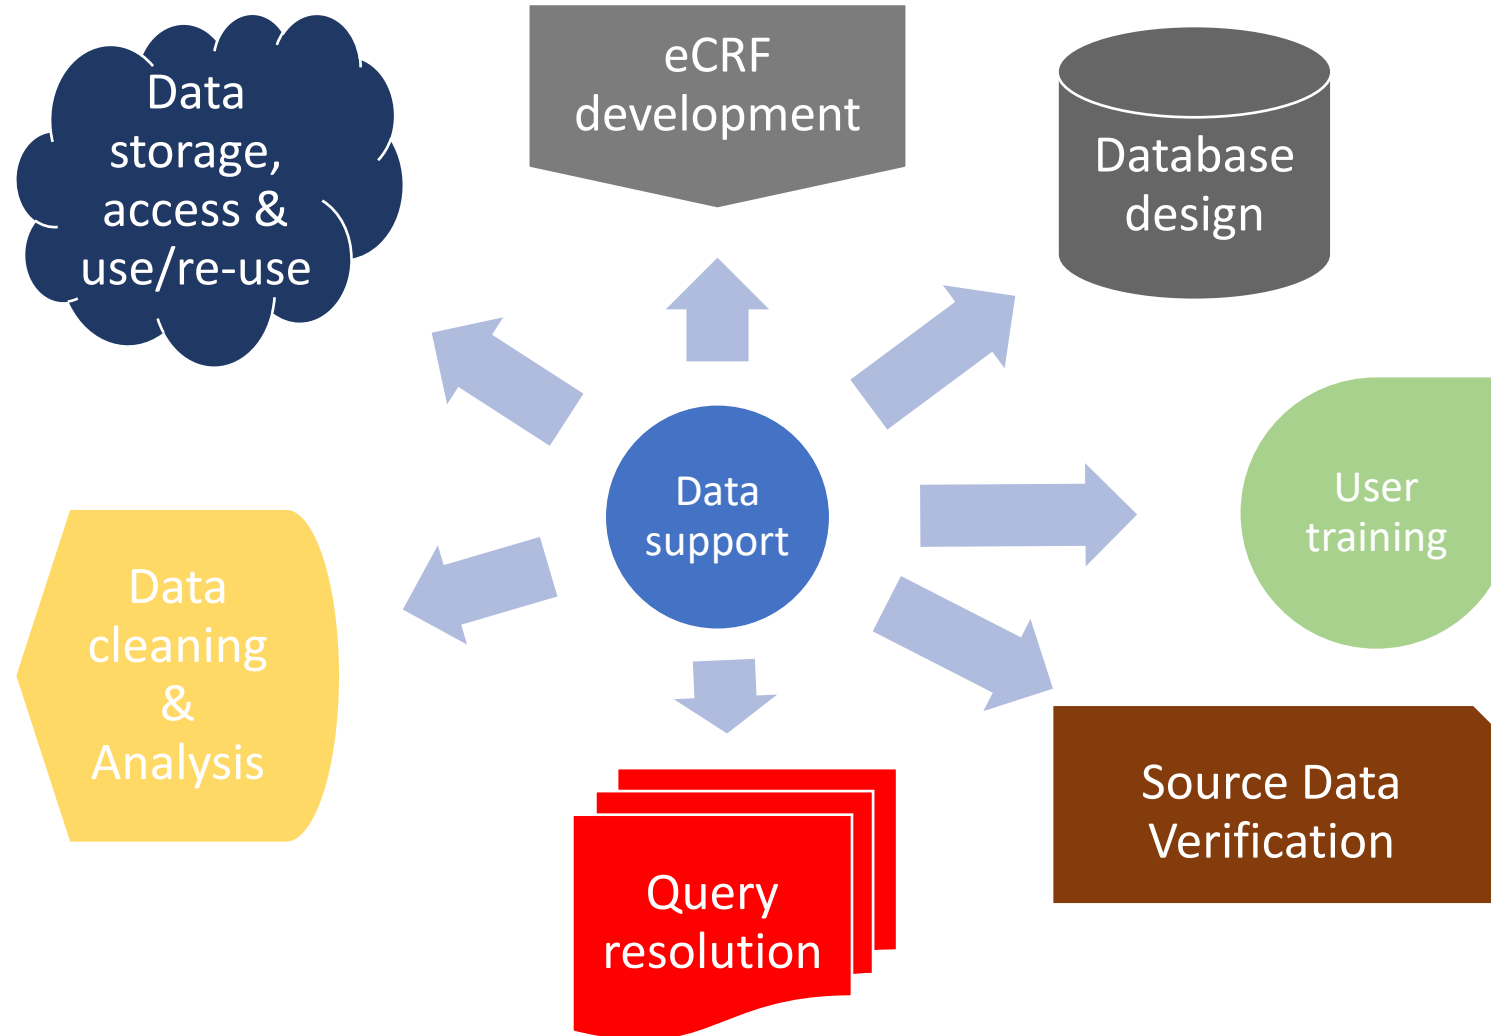 Data
storage,
access &
use/re-use
eCRF
development
Database
design
Data
support
User
training
Data
cleaning
&
Analysis
Source Data
Verification
Query
resolution